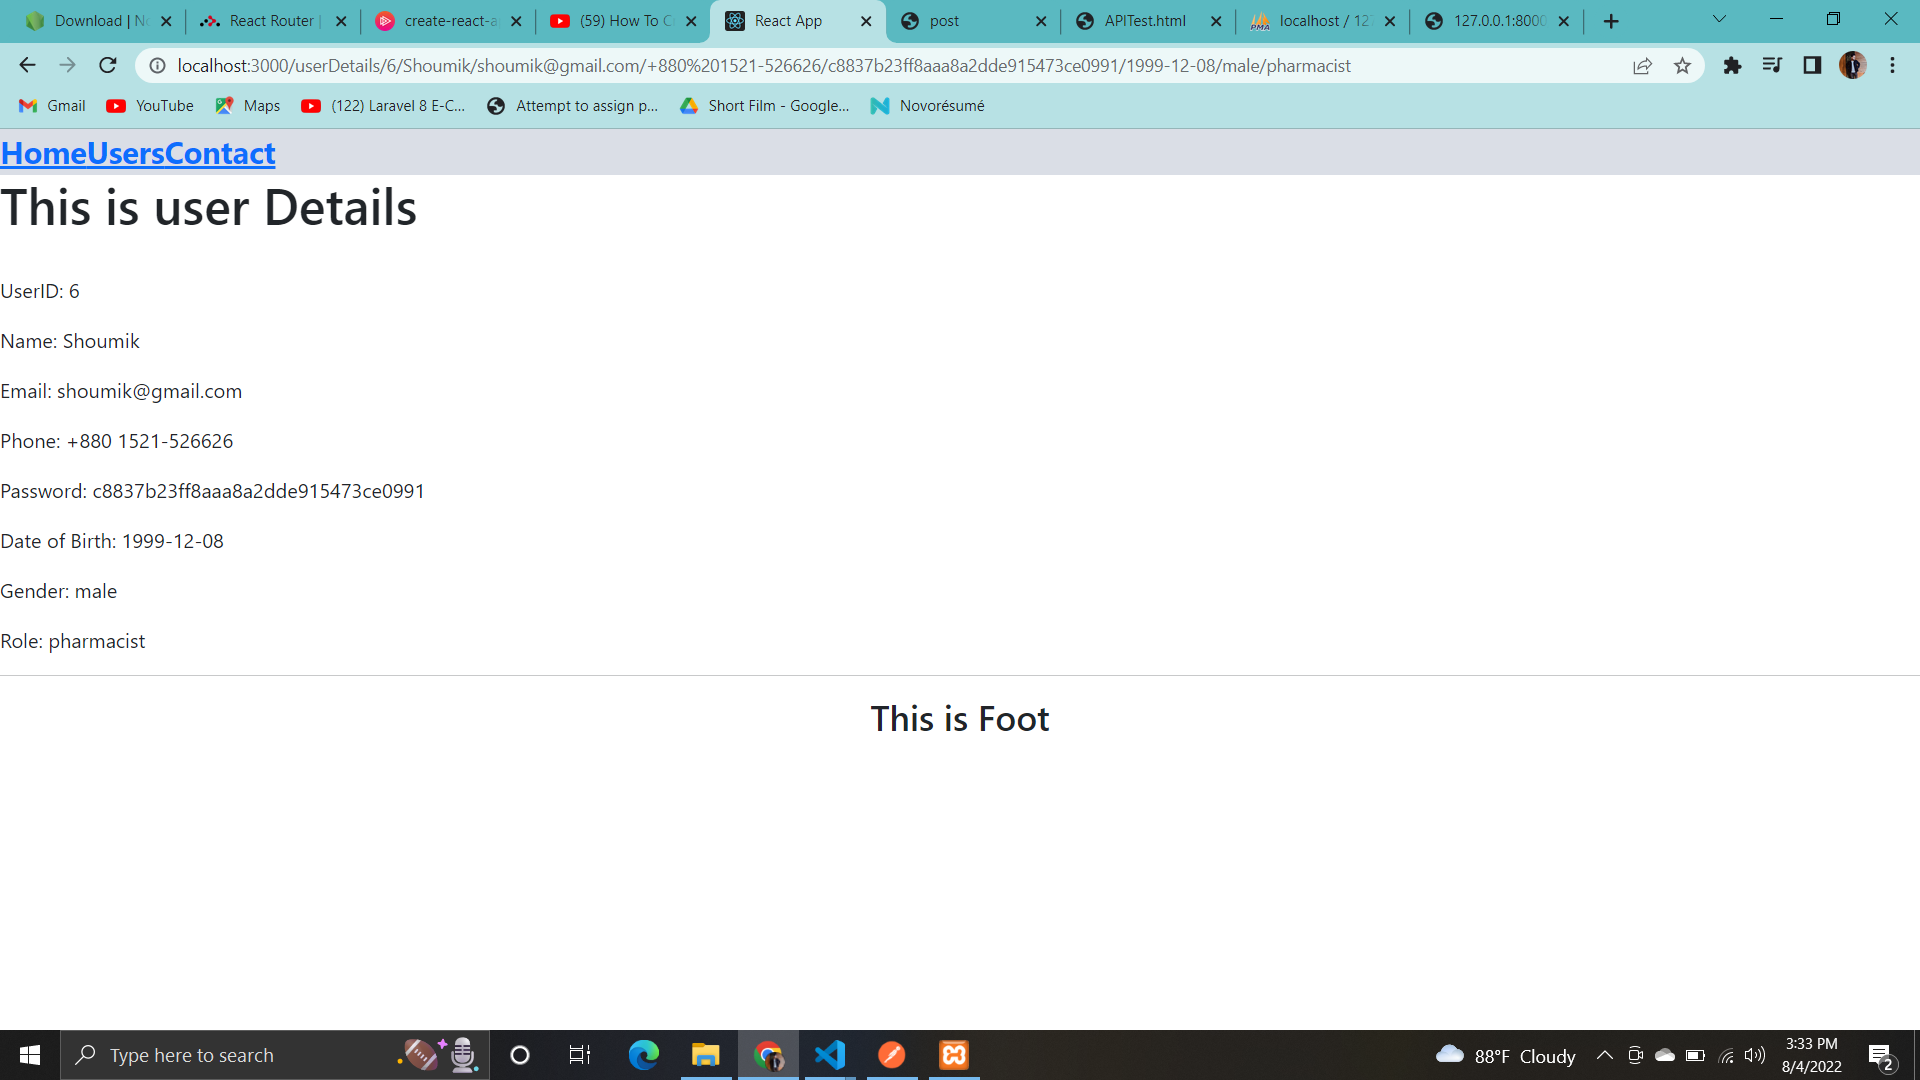 Download | No
React Router |
create-react-a
(59) How To C
React App
post
APITest.html
localhost / 127
127.0.0.1:8000
localhost:3000/userDetails/6/Shoumik/shoumik@gmail.com/+880%201521-526626/c8837b23ff8aaa8a2dde915473ce0991/1999-12-08/male/pharmacist
Gmail
YouTube
Maps
(122) Laravel 8 E-C...
Attempt to assign p...
Short Film - Google...
Novorésumé
HomeUsersContact
This is user Details
UserID: 6
Name: Shoumik
Email: shoumik@gmail.com
Phone: +880 1521-526626
Password: c8837b23ff8aaa8a2dde915473ce0991
Date of Birth: 1999-12-08
Gender: male
Role: pharmacist
This is Foot
Type here to search
88°F Cloudy
3:33 PM
8/4/2022
2